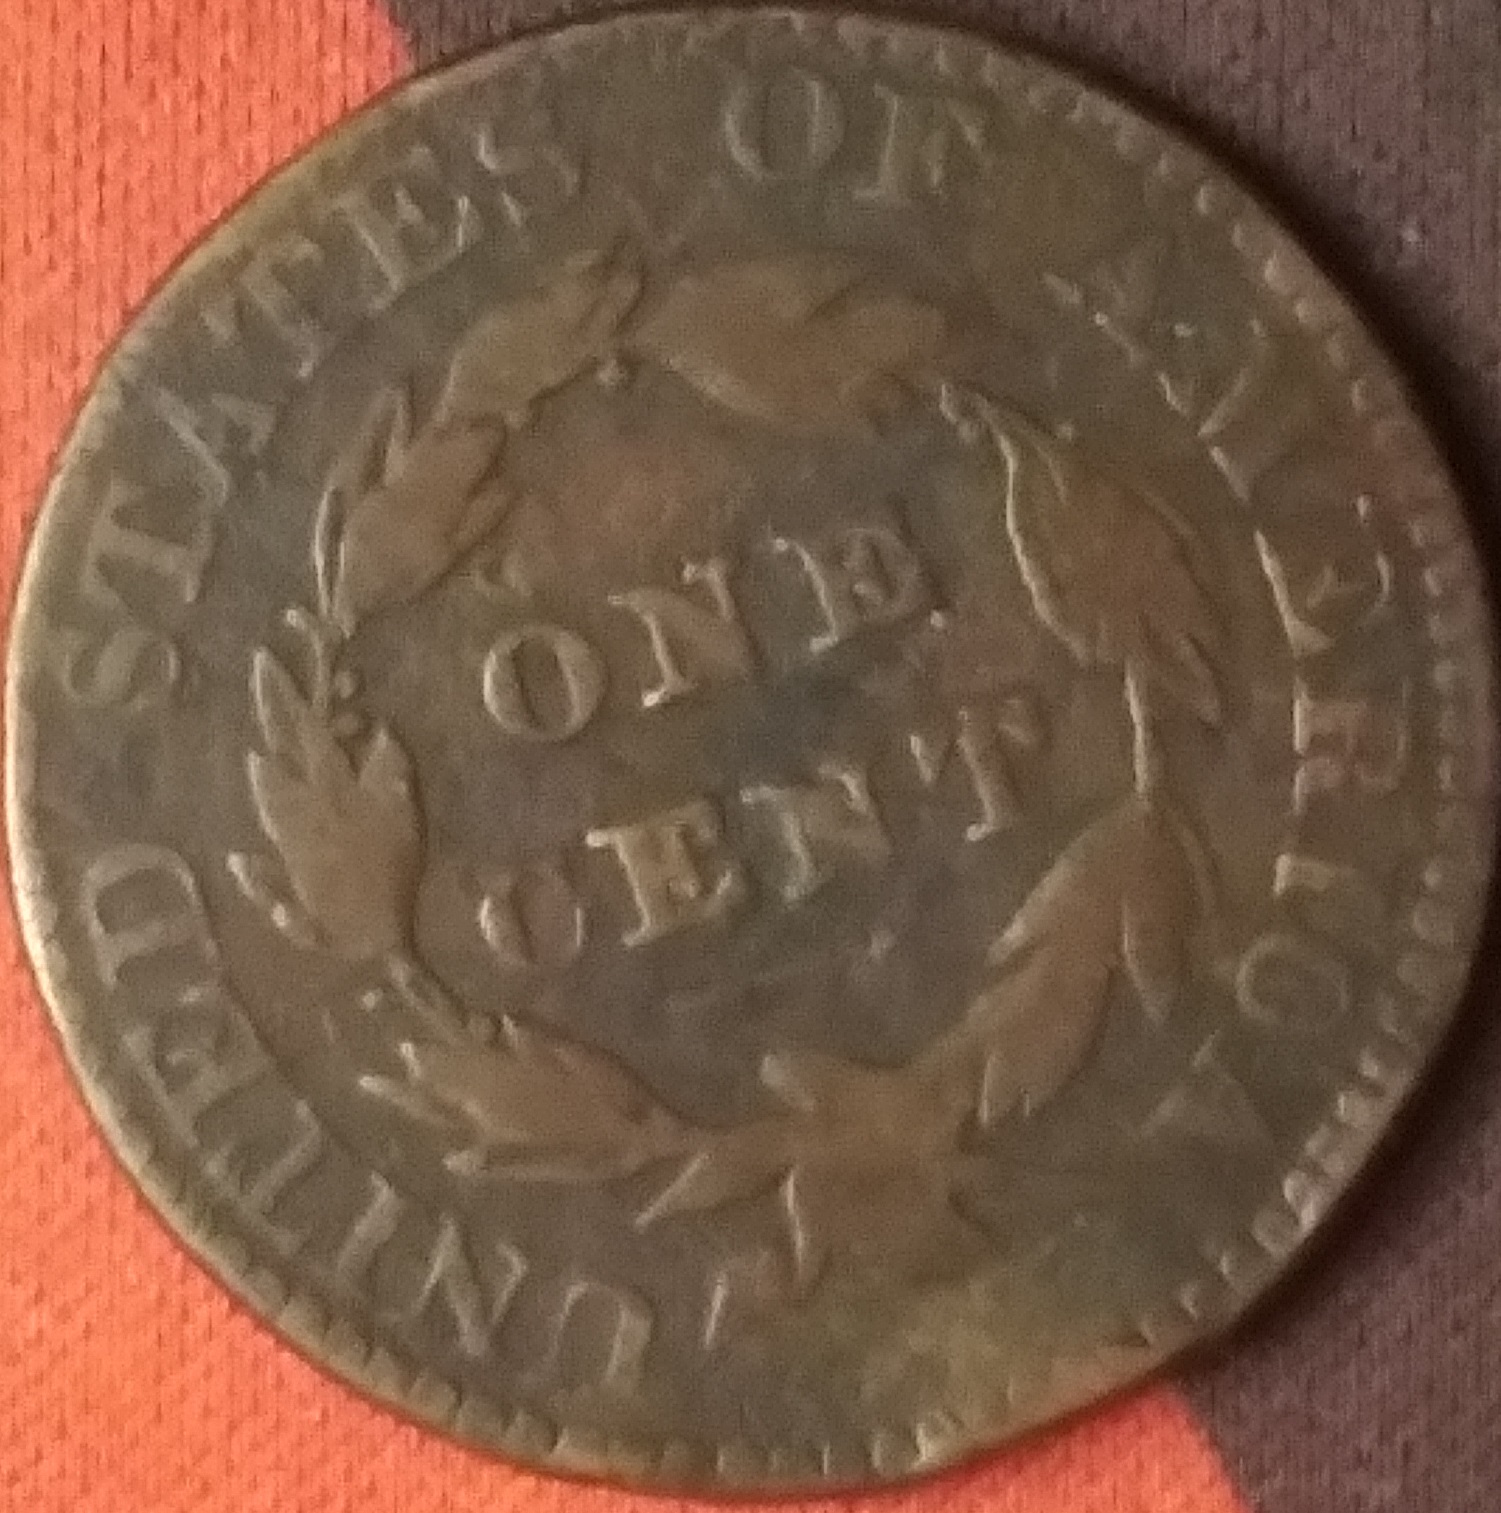 UNITED STATES OF AMERICA
ONE
CENT